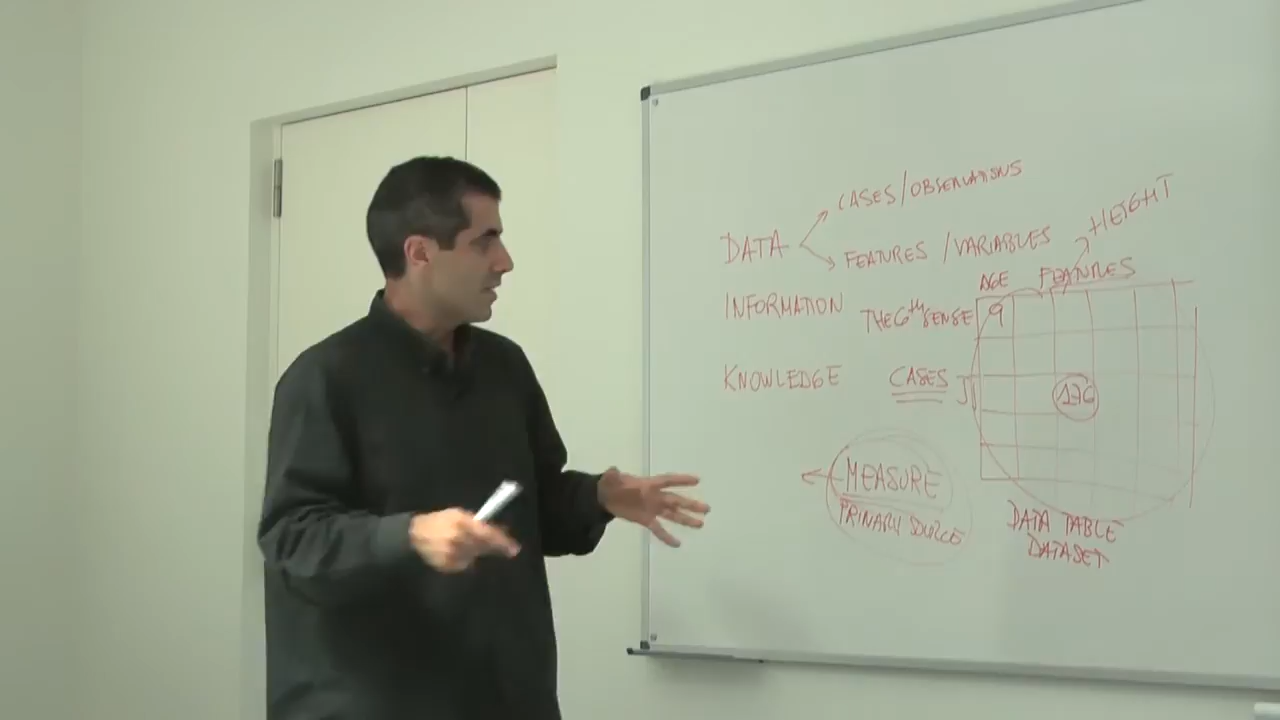 CASES/OBSERVATIONS
DATA
FEATURES/VARIABLES
HEIGHT
AGE FEATURES
INFORMATION
THE 6th SENSE 9
KNOWLEDGE
CASES
176
MEASURE
PRIMARY SOURCE
DATA TABLE
DATASET